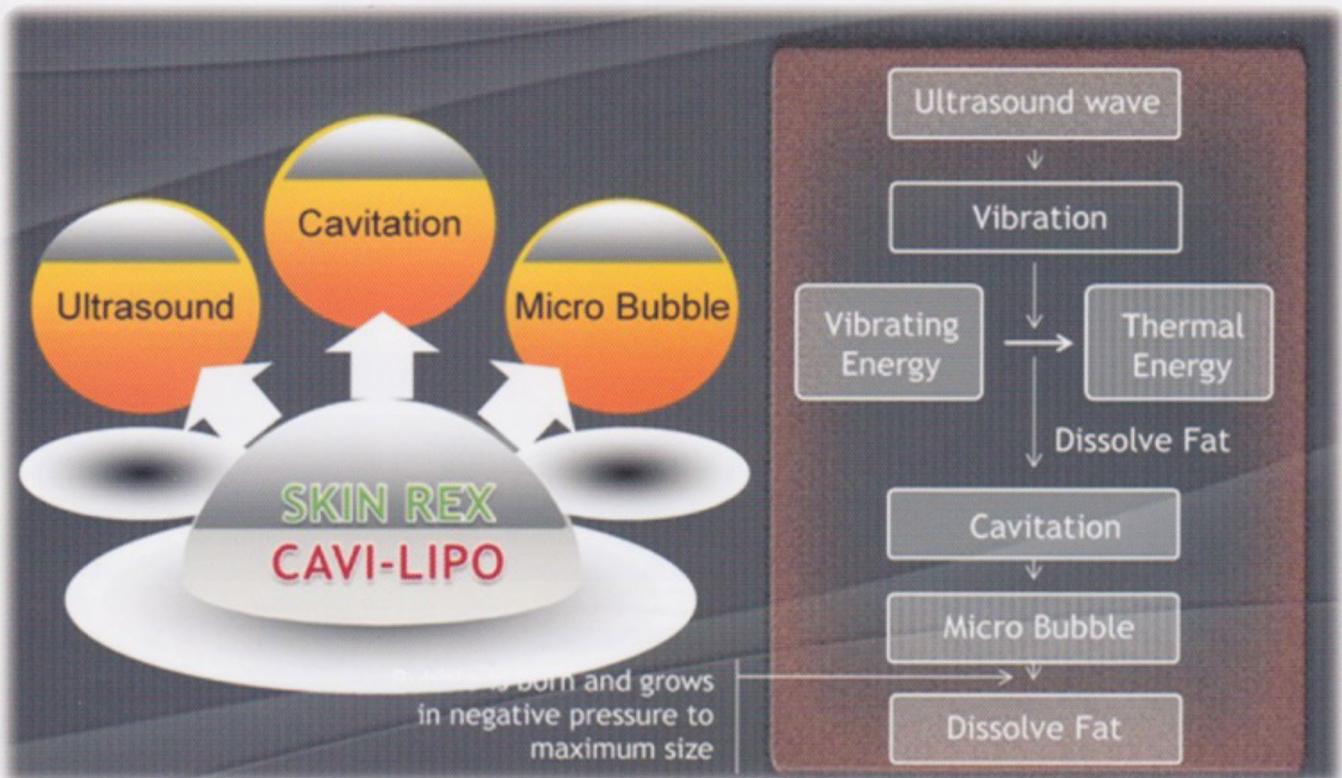 Cavitation
Ultrasound
Micro Bubble
SKIN REX
CAVI-LIPO
Ultrasound wave
Vibration
Vibrating
Energy
Thermal
Energy
Dissolve Fat
Cavitation
Micro Bubble
born and grows
in negative pressure to
maximum size
Dissolve Fat